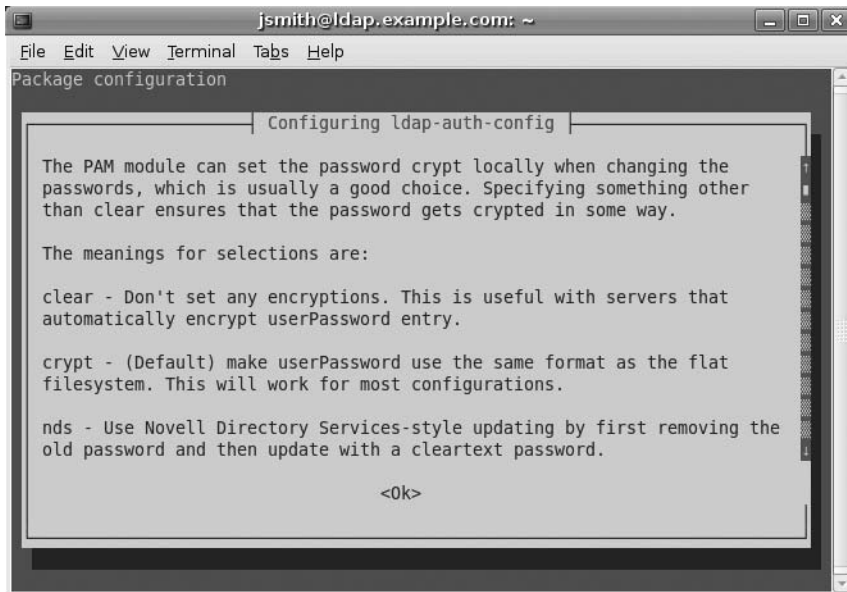 jsmith@ldap.example.com: ~
File Edit View Terminal Tabs Help
Package configuration
Configuring ldap-auth-config
The PAM module can set the password crypt locally when changing the
passwords, which is usually a good choice. Specifying something other
than clear ensures that the password gets crypted in some way.
The meanings for selections are:
clear - Don't set any encryptions. This is useful with servers that
automatically encrypt userPassword entry.
crypt - (Default) make userPassword use the same format as the flat
filesystem. This will work for most configurations.
nds - Use Novell Directory Services-style updating by first removing the
old password and then update with a cleartext password.
<Ok>